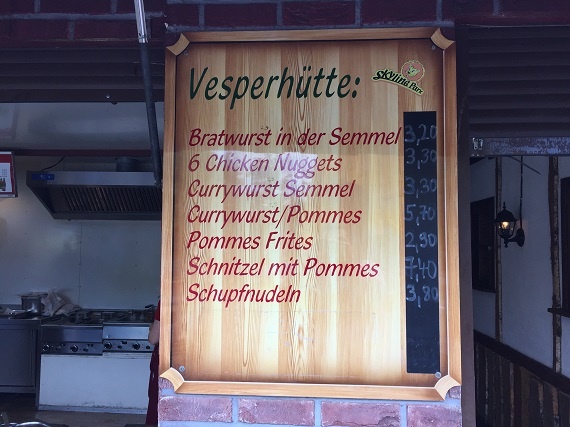 Vesperhütte:
SKYline Park
Bratwurst in der Semmel 3,20
6 Chicken Nuggets 3,30
Currywurst Semmel 3,30
Currywurst/Pommes 5,70
Pommes Frites 2,90
Schnitzel mit Pommes 7,40
Schupfnudeln 3,80